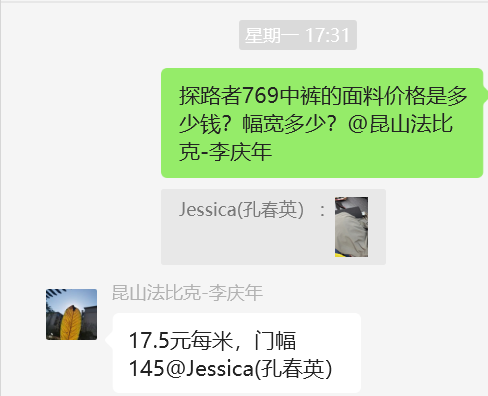 星期一 17:31
探路者769中裤的面料价格是多
少钱？幅宽多少？@昆山法比
克-李庆年
Jessica(孔春英) ：
昆山法比克-李庆年
17.5元每米，门幅
145@Jessica(孔春英)